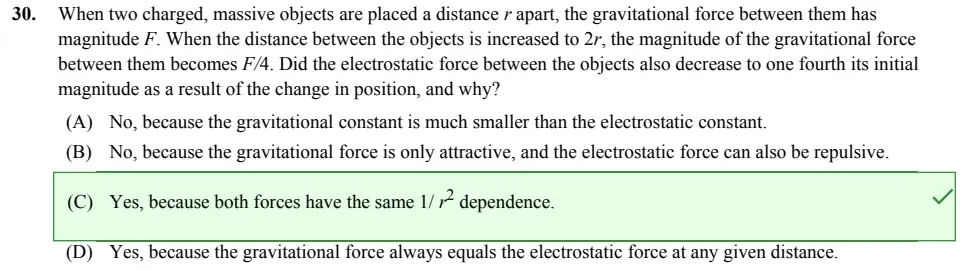 30. When two charged, massive objects are placed a distance r apart, the gravitational force between them has
magnitude F. When the distance between the objects is increased to 2r, the magnitude of the gravitational force
between them becomes F/4. Did the electrostatic force between the objects also decrease to one fourth its initial
magnitude as a result of the change in position, and why?
(A) No, because the gravitational constant is much smaller than the electrostatic constant.
(B) No, because the gravitational force is only attractive, and the electrostatic force can also be repulsive.
(C) Yes, because both forces have the same 1/ r² dependence.
(D) Yes, because the gravitational force always equals the electrostatic force at any given distance.